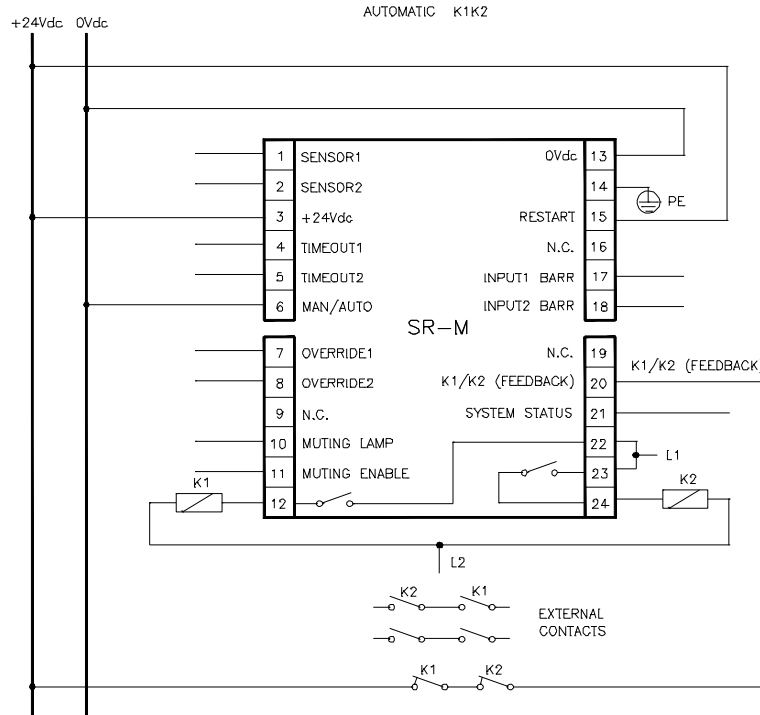 AUTOMATIC K1K2
+24Vdc 0Vdc
1 SENSOR1
2 SENSOR2
3 +24Vdc
4 TIMEOUT1
5 TIMEOUT2
6 MAN/AUTO
0Vdc 13
14 PE
RESTART 15
N.C. 16
INPUT1 BARR 17
INPUT2 BARR 18
SR-M
7 OVERRIDE1
8 OVERRIDE2
9 N.C.
10 MUTING LAMP
11 MUTING ENABLE
12
N.C. 19
K1/K2 (FEEDBACK) 20
K1/K2 (FEEDBACK)
SYSTEM STATUS 21
22
23
24
L1
K1
K2
L2
K2 K1
EXTERNAL
CONTACTS
K1 K2